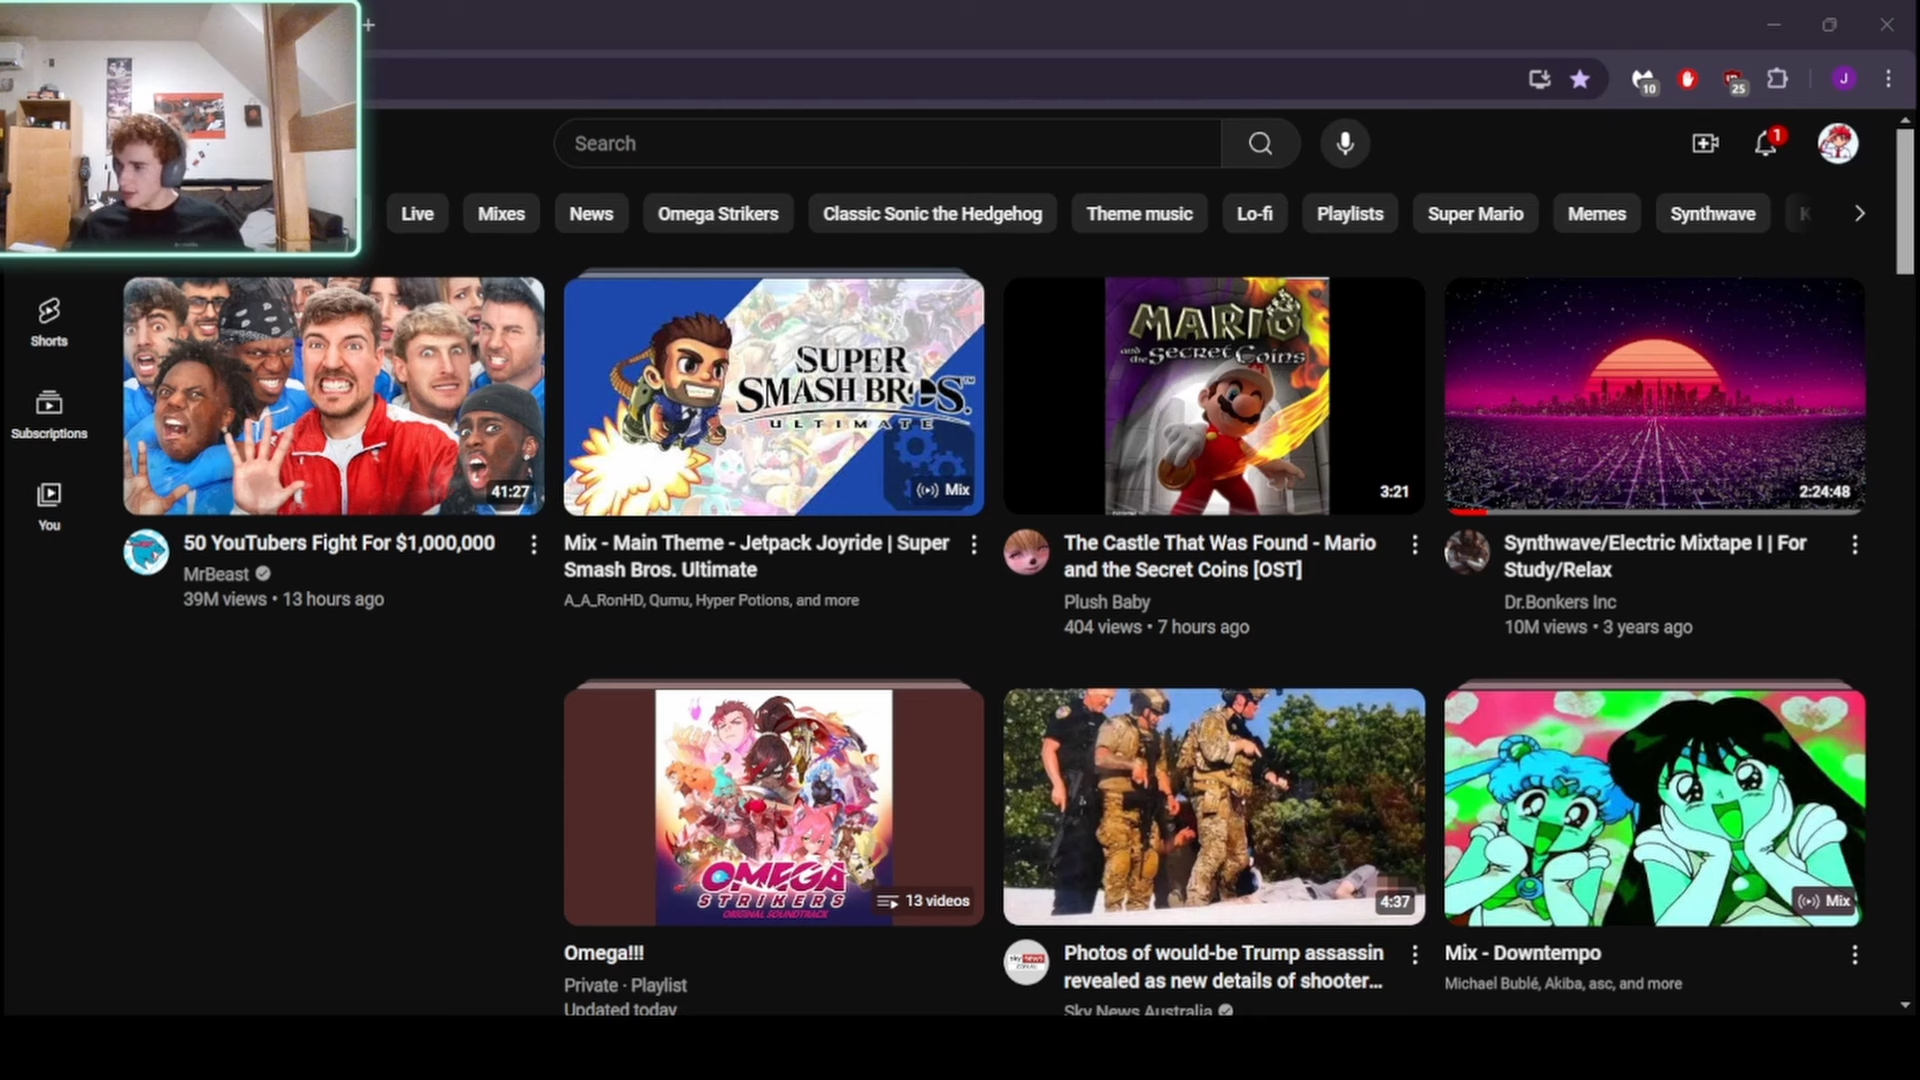 10
25
J
Search
1
Live
Mixes
News
Omega Strikers
Classic Sonic the Hedgehog
Theme music
Lo-fi
Playlists
Super Mario
Memes
Synthwave
K
Shorts
Subscriptions
You
41:27
50 YouTubers Fight For $1,000,000
MrBeast
39M views • 13 hours ago
SUPER
SMASH BROS.™
ULTIMATE
Mix
Mix - Main Theme - Jetpack Joyride | Super
Smash Bros. Ultimate
A_A_RonHD, Qumu, Hyper Potions, and more
MARIO
and the Secret Coins
3:21
The Castle That Was Found - Mario
and the Secret Coins [OST]
Plush Baby
404 views • 7 hours ago
2:24:48
Synthwave/Electric Mixtape I | For
Study/Relax
Dr.Bonkers Inc
10M views • 3 years ago
OMEGA
STRIKERS
ORIGINAL SOUNDTRACK
13 videos
Omega!!!
Private · Playlist
Updated today
4:37
sky news
Photos of would-be Trump assassin
revealed as new details of shooter...
Sky News Australia
Mix
Mix - Downtempo
Michael Bublé, Akiba, asc, and more